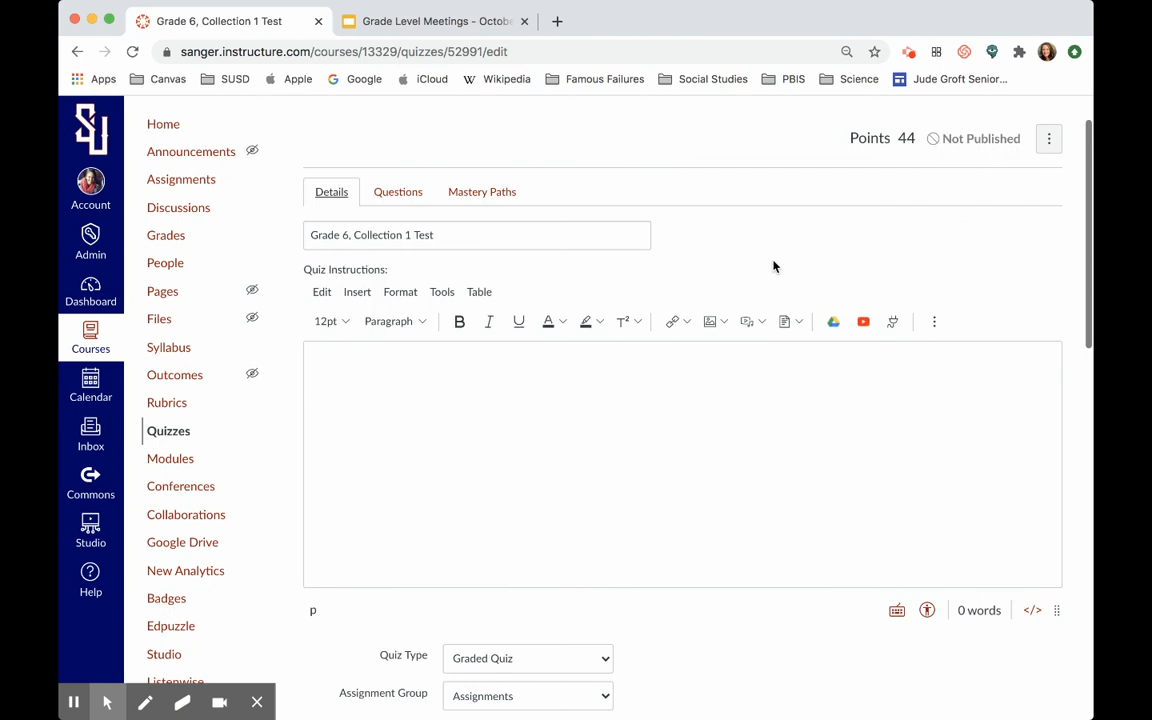 Grade 6, Collection 1 Test
Grade Level Meetings - Octobe
sanger.instructure.com/courses/13329/quizzes/52991/edit
Apps Canvas SUSD Apple Google iCloud Wikipedia Famous Failures Social Studies PBIS Science Jude Groft Senior...
SU
Account
Admin
Dashboard
Courses
Calendar
Inbox
Commons
Studio
Help
Home
Announcements
Assignments
Discussions
Grades
People
Pages
Files
Syllabus
Outcomes
Rubrics
Quizzes
Modules
Conferences
Collaborations
Google Drive
New Analytics
Badges
Edpuzzle
Studio
Listenwise
Points 44 Not Published
Details Questions Mastery Paths
Grade 6, Collection 1 Test
Quiz Instructions:
Edit Insert Format Tools Table
12pt Paragraph B I U A T²
p 0 words </>
Quiz Type Graded Quiz
Assignment Group Assignments